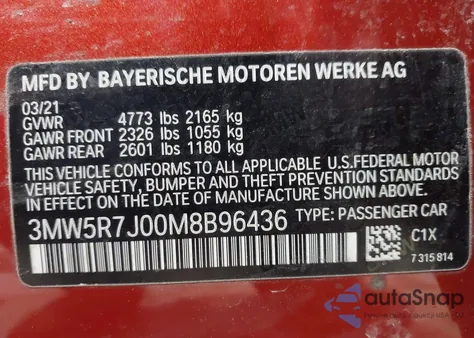 MFD BY BAYERISCHE MOTOREN WERKE AG
03/21
GVWR 4773 lbs 2165 kg
GAWR FRONT 2326 lbs 1055 kg
GAWR REAR 2601 lbs 1180 kg
THIS VEHICLE CONFORMS TO ALL APPLICABLE U.S.FEDERAL MOTOR
VEHICLE SAFETY, BUMPER AND THEFT PREVENTION
STANDARDS IN EFFECT ON THE DATE OF MANUFACTURE SHOWN ABOVE.
3MW5R7J00M8B96436 TYPE: PASSENGER CAR
C1X
7 315 814
autaSnap